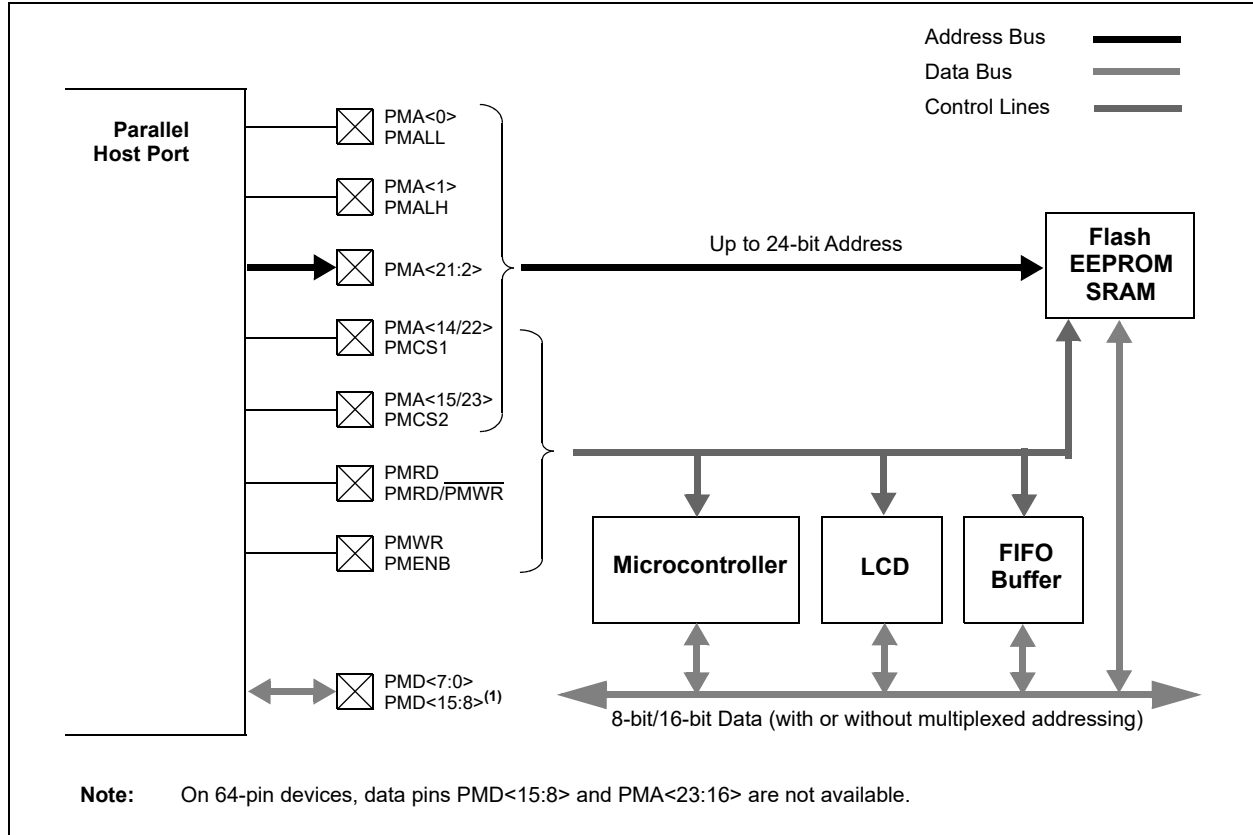 Address Bus
Data Bus
Control Lines
Parallel
Host Port
PMA<0>
PMALL
PMA<1>
PMALH
PMA<21:2>
PMA<14/22>
PMCS1
PMA<15/23>
PMCS2
PMRD
PMRD/PMWR
PMWR
PMENB
PMD<7:0>
PMD<15:8>(1)
Up to 24-bit Address
Flash
EEPROM
SRAM
Microcontroller
LCD
FIFO
Buffer
8-bit/16-bit Data (with or without multiplexed addressing)
Note: On 64-pin devices, data pins PMD<15:8> and PMA<23:16> are not available.